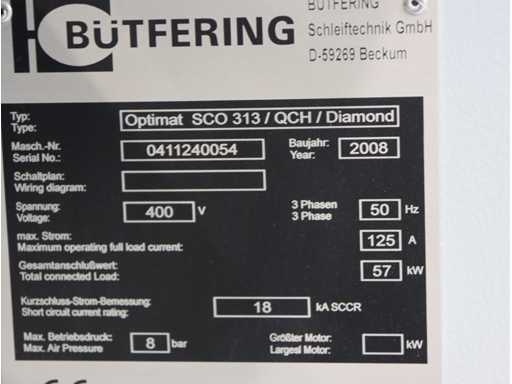 BÜTFERING
BÜTFERING
Schleiftechnik GmbH
D-59269 Beckum
Typ:
Type:
Optimat SCO 313 / QCH / Diamond
Masch.-Nr.
Serial No.:
0411240054
Baujahr:
Year:
2008
Schaltplan:
Wiring diagram:
Spannung:
Voltage:
400 V
3 Phasen
3 Phase
50 Hz
max. Strom:
Maximum operating full load current:
125 A
Gesamtanschlußwert:
Total connected Load:
57 kW
Kurzschluss-Strom-Bemessung:
Short circuit current rating:
18 kA SCCR
Max. Betriebsdruck:
Max. Air Pressure
8 bar
Größter Motor:
Largest Motor:
kW